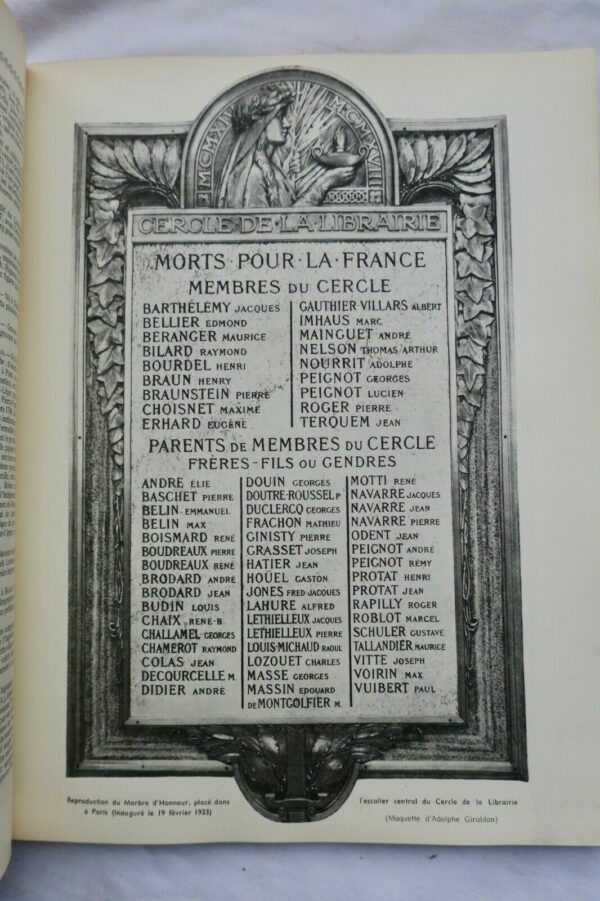 MCMXIV
MCMXVIII
CERCLE·DE·LA·LIBRAIRIE
MORTS·POUR·LA·FRANCE
MEMBRES DU CERCLE
BARTHÉLEMY JACQUES
BELLIER EDMOND
BERANGER MAURICE
BILARD RAYMOND
BOURDEL HENRI
BRAUN HENRY
BRAUNSTEIN PIERRE
CHOISNET MAXIME
ERHARD EUGÈNE
GAUTHIER-VILLARS ALBERT
IMHAUS MARC
MAINGUET ANDRÉ
NELSON THOMAS-ARTHUR
NOURRIT ADOLPHE
PEIGNOT GEORGES
PEIGNOT LUCIEN
ROGER PIERRE
TERQUEM JEAN
PARENTS DE MEMBRES DU CERCLE
FRÈRES-FILS OU GENDRES
ANDRE ÉLIE
BASCHET PIERRE
BELIN EMMANUEL
BELIN MAX
BOISMARD RENÉ
BOUDREAUX PIERRE
BOUDREAUX RENÉ
BRODARD ANDRÉ
BRODARD JEAN
BUDIN LOUIS
CHAIX RENÉ·B.
CHALLAMEL GEORGES
CHAMEROT RAYMOND
COLAS JEAN
DECOURCELLE M.
DIDIER ANDRÉ
DOUIN GEORGES
DOUTRE-ROUSSEL P
DUCLERCQ GEORGES
FRACHON MATHIEU
GINISTY PIERRE
GRASSET JOSEPH
HATIER JEAN
HOÜEL GASTON
JONES FRED JACQUES
LAHURE ALFRED
LETHIELLEUX JACQUES
LETHIELLEUX PIERRE
LOUIS-MICHAUD RAOUL
LOZOUET CHARLES
MASSE GEORGES
MASSIN EDOUARD
DE MONTGOLFIER M.
MOTTI RENÉ
NAVARRE JACQUES
NAVARRE JEAN
NAVARRE PIERRE
ODENT JEAN
PEIGNOT ANDRÉ
PEIGNOT RÉMY
PROTAT HENRI
PROTAT JEAN
RAPILLY ROGER
ROBLOT MARCEL
SCHULER GUSTAVE
TALLANDIER MAURICE
VITTE JOSEPH
VOIRIN MAX
VUIBERT PAUL
Reproduction du Marbre d'Honneur, placé dans
à Paris (inauguré le 19 février 1923)
l'escalier central du Cercle de la Librairie
(Maquette d'Adolphe Giraldon)